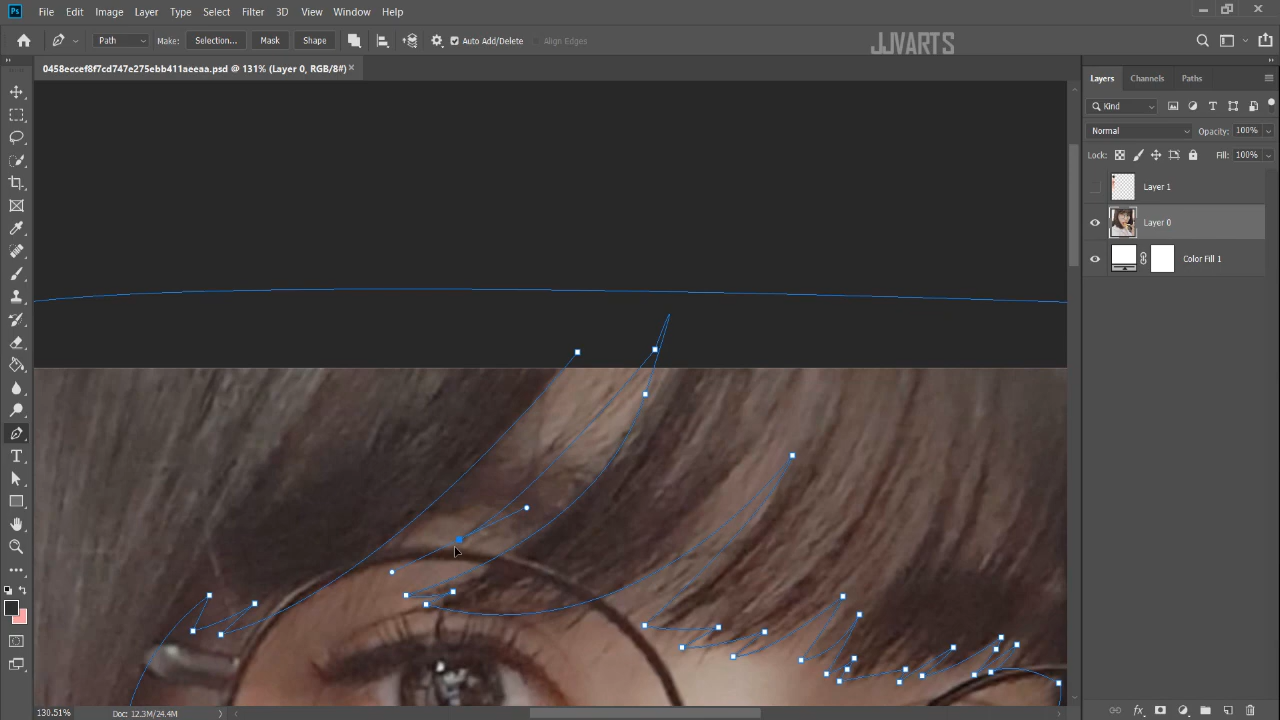 Ps File Edit Image Layer Type Select Filter 3D View Window Help
Path Make: Selection... Mask Shape Auto Add/Delete Align Edges JJVARTS
0458eccef8f7cd747e275ebb411aeeaa.psd @ 131% (Layer 0, RGB/8#) ×
Layers Channels Paths
Kind
Normal Opacity: 100%
Lock: Fill: 100%
Layer 1
Layer 0
Color Fill 1
130.51% Doc: 12.3M/24.4M